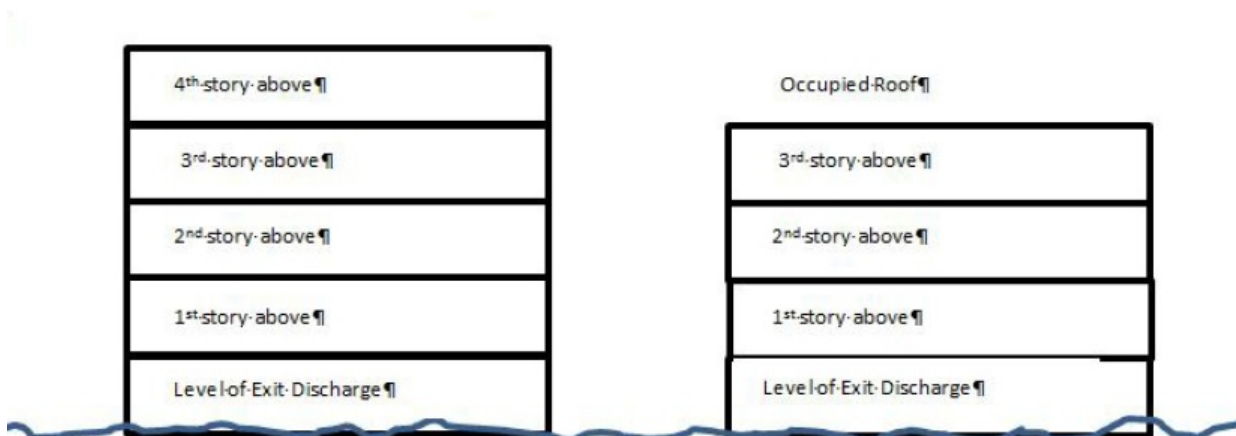 4th·story·above¶
3rd·story·above¶
2nd·story·above¶
1st·story·above¶
Level·of·Exit·Discharge¶
Occupied·Roof¶
3rd·story·above¶
2nd·story·above¶
1st·story·above¶
Level·of·Exit·Discharge¶